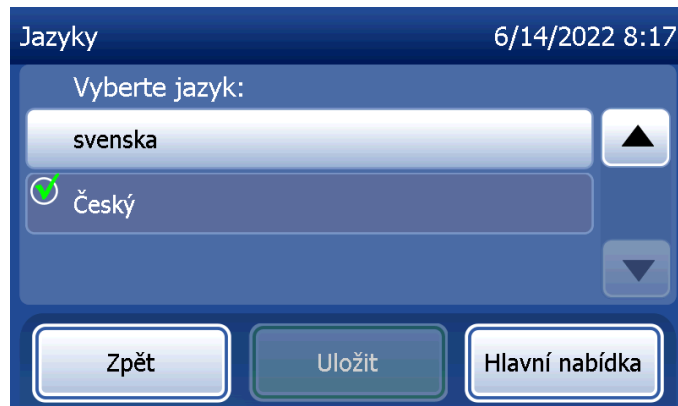 Jazyky 6/14/2022 8:17
Vyberte jazyk:
svenska
Český
Zpět Uložit Hlavní nabídka